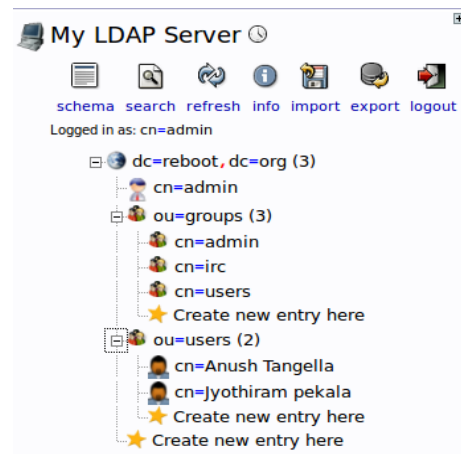 My LDAP Server
schema search refresh info import export logout
Logged in as: cn=admin
dc=reboot,dc=org (3)
cn=admin
ou=groups (3)
cn=admin
cn=irc
cn=users
Create new entry here
ou=users (2)
cn=Anush Tangella
cn=Jyothiram pekala
Create new entry here
Create new entry here